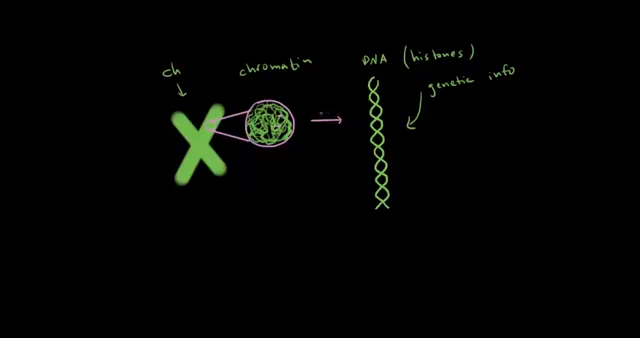 ch
chromatin
DNA (histones)
genetic info